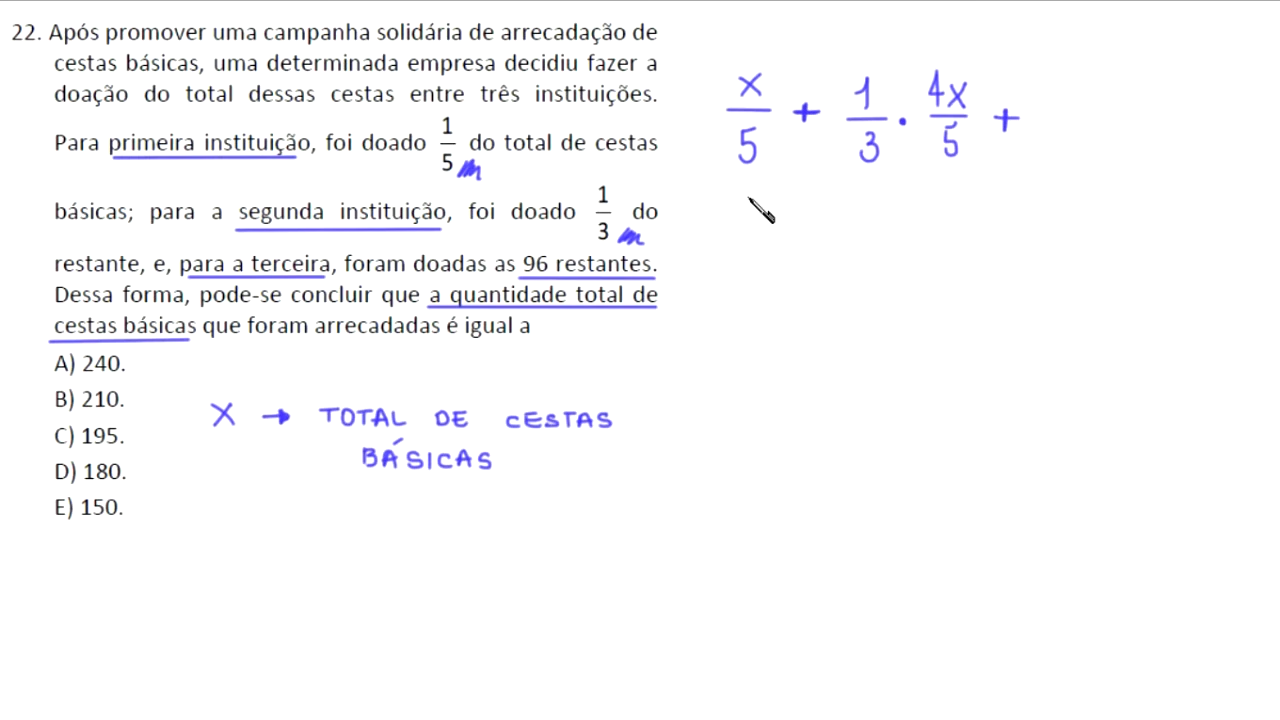 22. Após promover uma campanha solidária de arrecadação de
cestas básicas, uma determinada empresa decidiu fazer a
doação do total dessas cestas entre três instituições.
Para primeira instituição, foi doado 1/5 do total de cestas
básicas; para a segunda instituição, foi doado 1/3 do
restante, e, para a terceira, foram doadas as 96 restantes.
Dessa forma, pode-se concluir que a quantidade total de
cestas básicas que foram arrecadadas é igual a
A) 240.
B) 210.
C) 195.
D) 180.
E) 150.
X → TOTAL DE CESTAS
BÁSICAS
x/5 + 1/3 . 4x/5 +